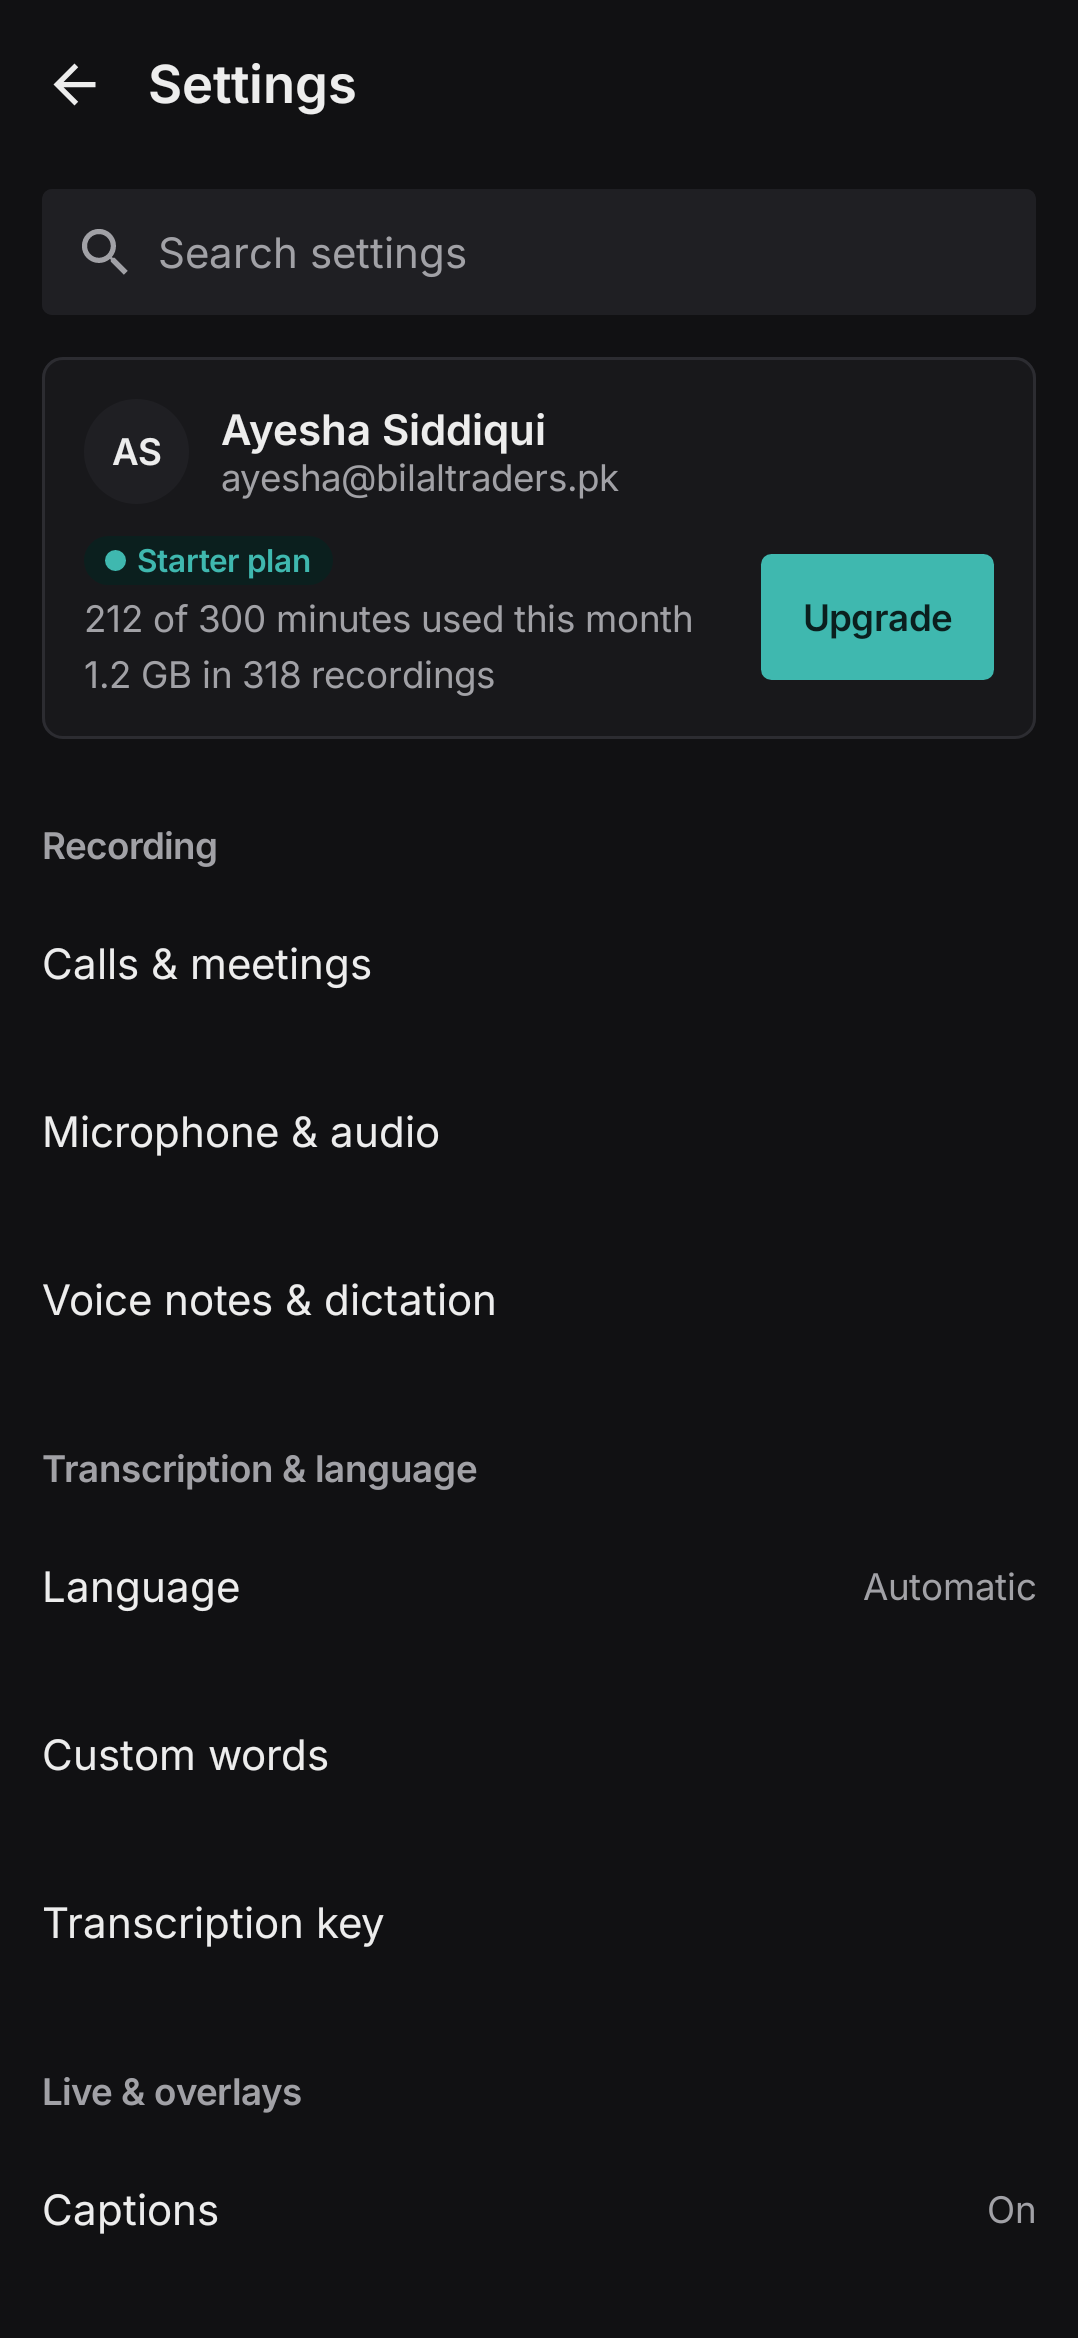 Settings
Search settings
AS
Ayesha Siddiqui
ayesha@bilaltraders.pk
Starter plan
212 of 300 minutes used this month
1.2 GB in 318 recordings
Upgrade
Recording
Calls & meetings
Microphone & audio
Voice notes & dictation
Transcription & language
Language Automatic
Custom words
Transcription key
Live & overlays
Captions On